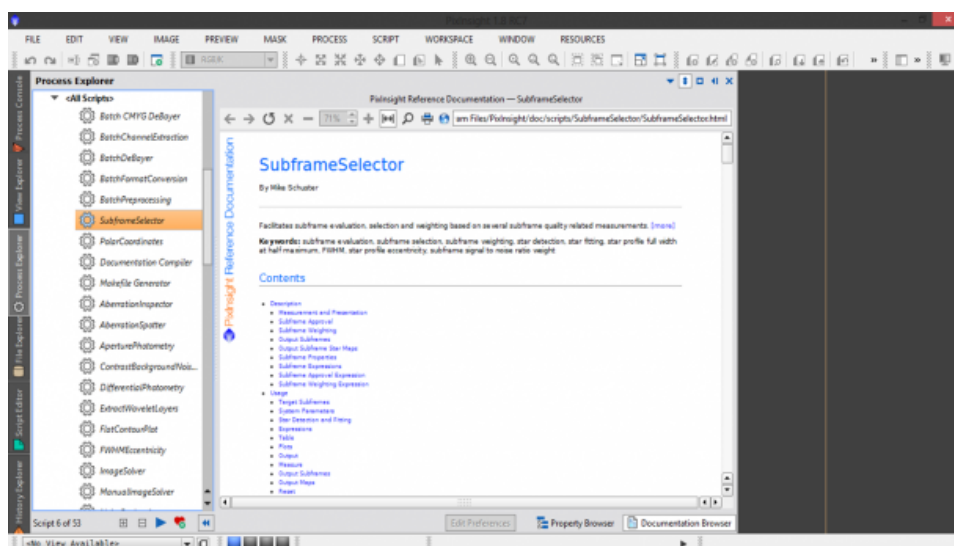 PixInsight 1.8 RC7
FILE EDIT VIEW IMAGE PREVIEW MASK PROCESS SCRIPT WORKSPACE WINDOW RESOURCES
RGB/K
Process Console
View Explorer
Process Explorer
File Explorer
Script Editor
History Explorer
Process Explorer
<All Scripts>
Batch CMYG DeBayer
BatchChannelExtraction
BatchDeBayer
BatchFormatConversion
BatchPreprocessing
SubframeSelector
PolarCoordinates
Documentation Compiler
Makefile Generator
AberrationInspector
AberrationSpotter
AperturePhotometry
ContrastBackgroundNois...
DifferentialPhotometry
ExtractWaveletLayers
FlatContourPlot
FWHMEccentricity
ImageSolver
ManualImageSolver
Script 6 of 53
PixInsight Reference Documentation — SubframeSelector
71%
am Files/PixInsight/doc/scripts/SubframeSelector/SubframeSelector.html
PixInsight Reference Documentation
SubframeSelector
By Mike Schuster
Facilitates subframe evaluation, selection and weighting based on several subframe quality related measurements. [more]
Keywords: subframe evaluation, subframe selection, subframe weighting, star detection, star fitting, star profile full width
at half maximum, FWHM, star profile eccentricity, subframe signal to noise ratio weight
Contents
Description
Measurement and Presentation
Subframe Approval
Subframe Weighting
Output Subframes
Output Subframe Star Maps
Subframe Properties
Subframe Expressions
Subframe Approval Expression
Subframe Weighting Expression
Usage
Target Subframes
System Parameters
Star Detection and Fitting
Expressions
Table
Plots
Output
Measure
Output Subframes
Output Maps
Reset
Edit Preferences
Property Browser
Documentation Browser
<No View Available>